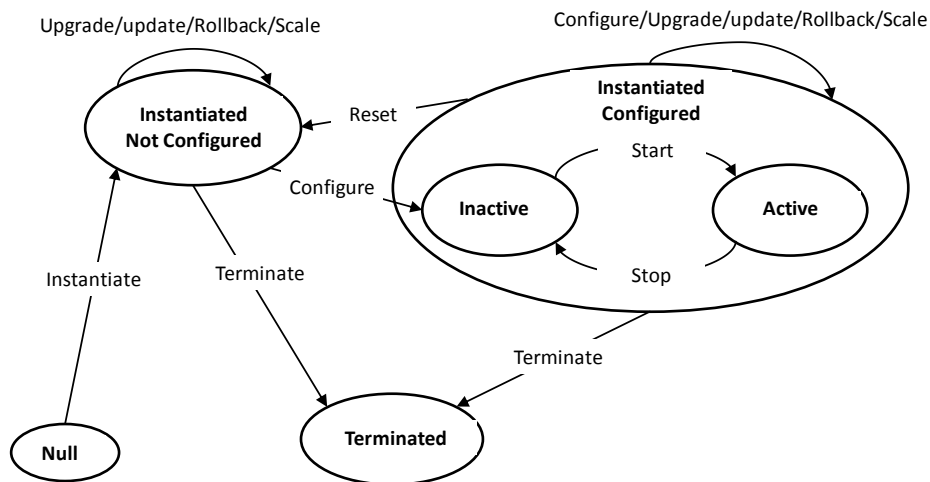 Upgrade/update/Rollback/Scale
Configure/Upgrade/update/Rollback/Scale
Instantiated
Not Configured
Instantiated
Configured
Reset
Start
Configure
Inactive
Active
Stop
Instantiate
Terminate
Terminate
Null
Terminated